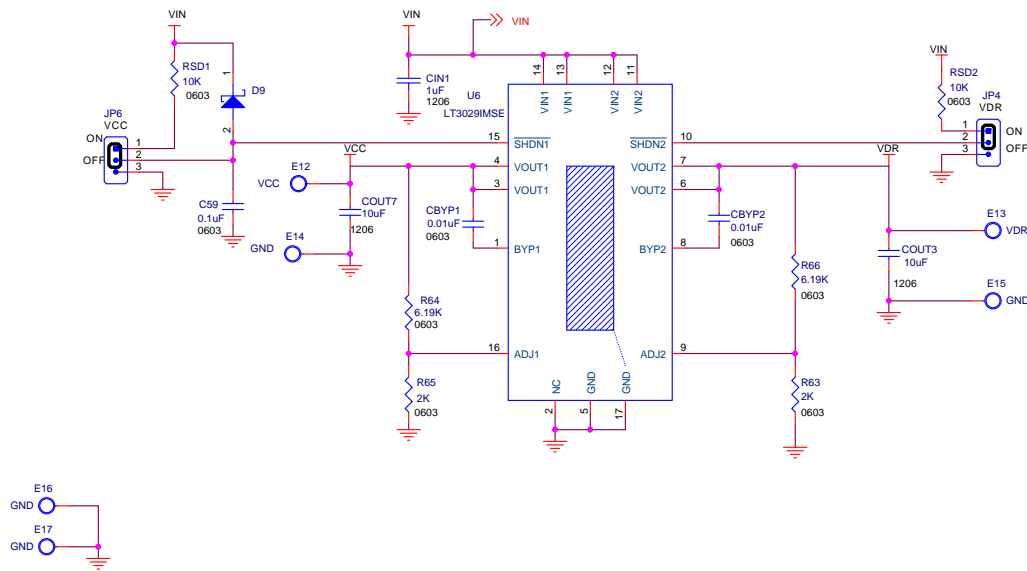 VIN
VIN
VIN
VIN
RSD1
10K
0603
1
D9
2
JP6
VCC
ON
OFF
1
2
3
C59
0.1uF
0603
CIN1
1uF
1206
U6
LT3029IMSE
14
13
12
11
VIN1
VIN1
VIN2
VIN2
RSD2
10K
0603
JP4
VDR
1
2
3
ON
OFF
15
SHDN1
SHDN2
10
VCC
4
VOUT1
VOUT2
7
VDR
3
VOUT1
VOUT2
6
E12
VCC
COUT7
10uF
1206
E14
GND
CBYP1
0.01uF
0603
1
BYP1
BYP2
8
CBYP2
0.01uF
0603
E13
VDR
COUT3
10uF
1206
E15
GND
R64
6.19K
0603
R66
6.19K
0603
16
ADJ1
ADJ2
9
R65
2K
0603
R63
2K
0603
NC
GND
GND
2
5
17
E16
GND
E17
GND